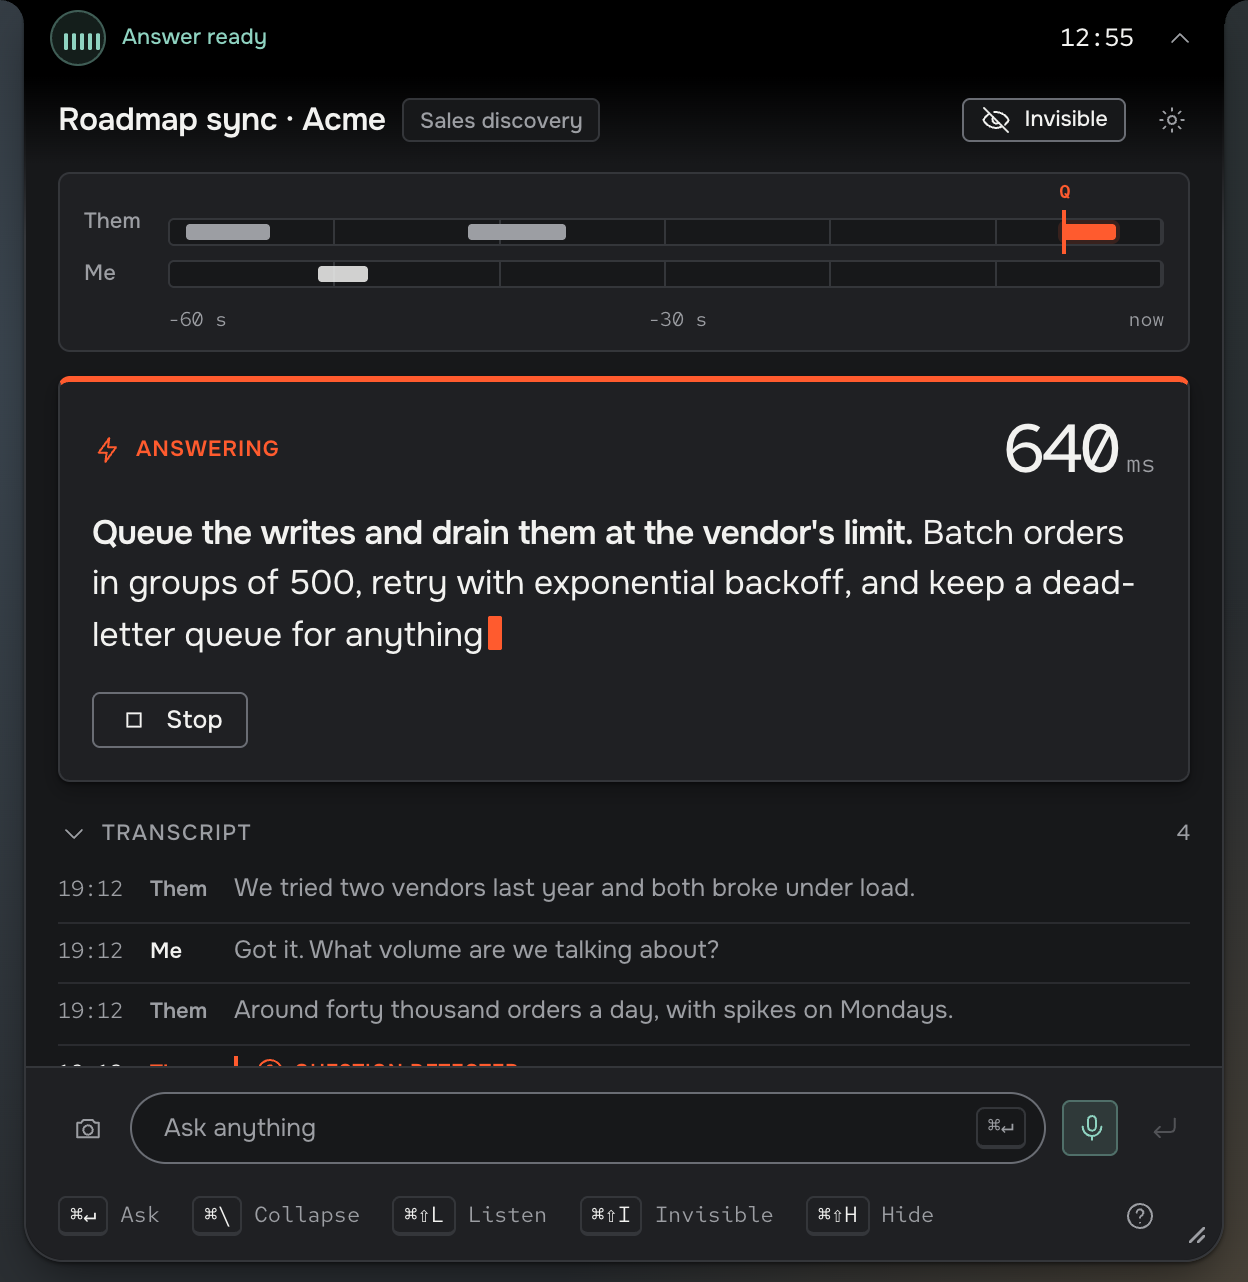 Answer ready 12:55
Roadmap sync · Acme Sales discovery Invisible
Q
Them
Me
-60 s -30 s now
ANSWERING 640 ms
Queue the writes and drain them at the vendor's limit. Batch orders
in groups of 500, retry with exponential backoff, and keep a dead-
letter queue for anything
Stop
TRANSCRIPT 4
19:12 Them We tried two vendors last year and both broke under load.
19:12 Me Got it. What volume are we talking about?
19:12 Them Around forty thousand orders a day, with spikes on Mondays.
QUESTION DETECTED
Ask anything ⌘↵
⌘↵ Ask ⌘\ Collapse ⌘⇧L Listen ⌘⇧I Invisible ⌘⇧H Hide